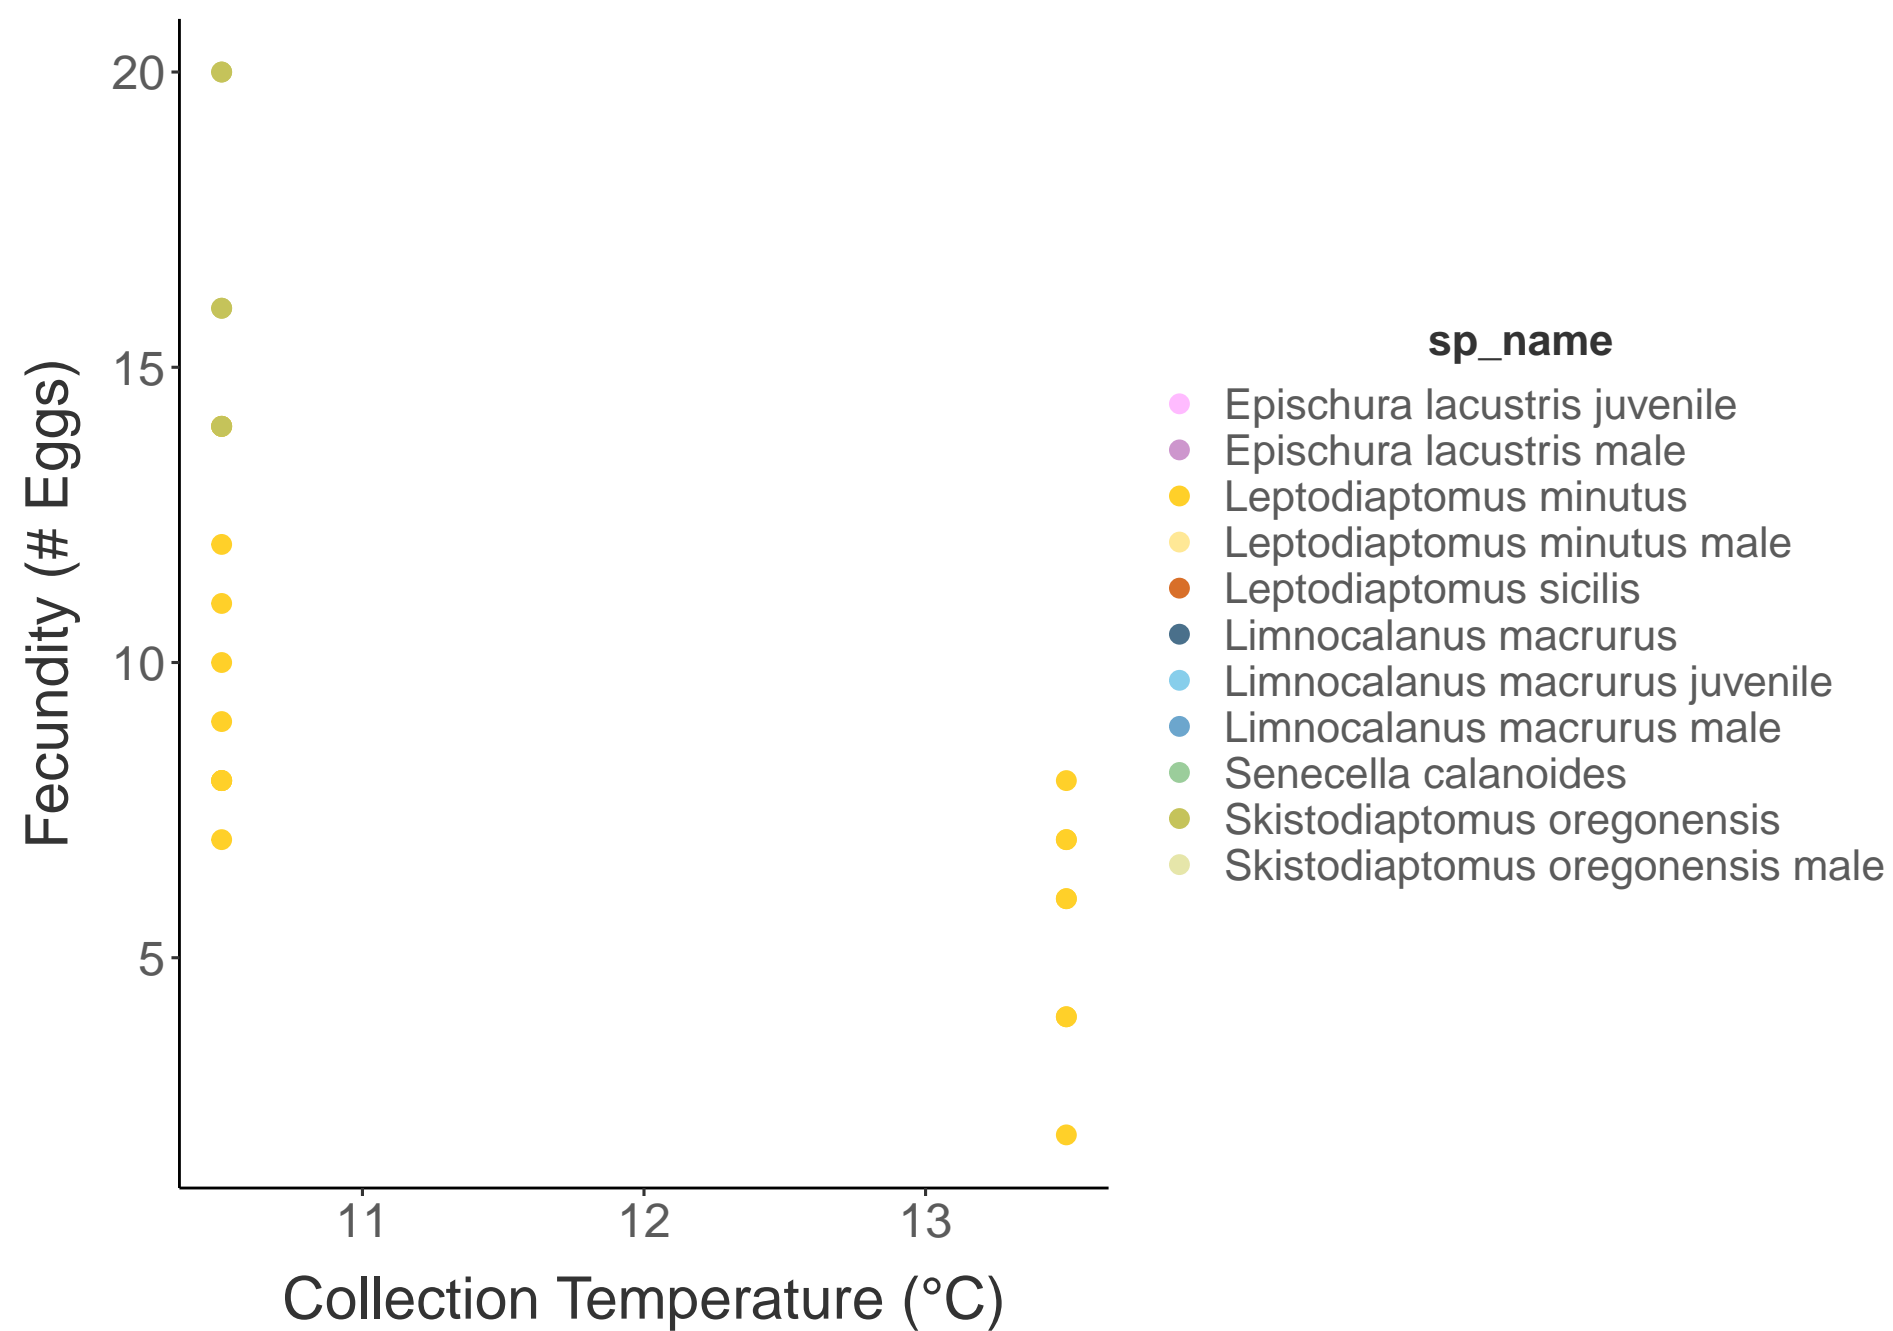 20
15
10
5
Fecundity (# Eggs)
11 12 13
Collection Temperature (°C)
sp_name
Epischura lacustris juvenile
Epischura lacustris male
Leptodiaptomus minutus
Leptodiaptomus minutus male
Leptodiaptomus sicilis
Limnocalanus macrurus
Limnocalanus macrurus juvenile
Limnocalanus macrurus male
Senecella calanoides
Skistodiaptomus oregonensis
Skistodiaptomus oregonensis male